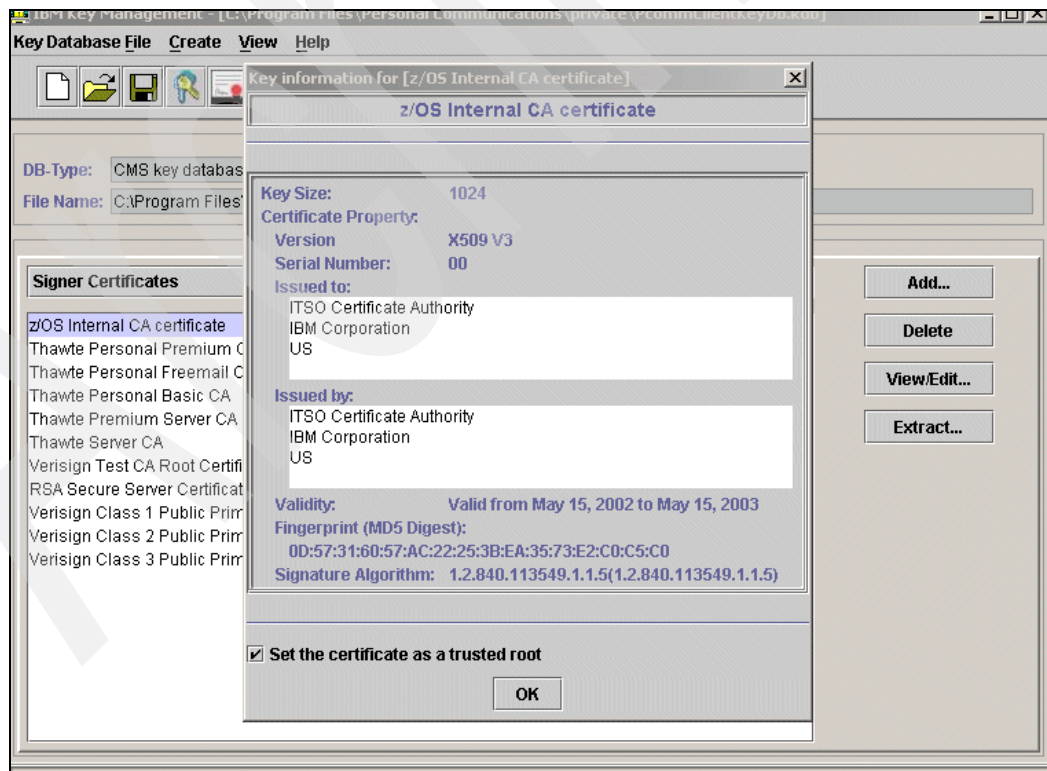 IBM Key Management - [C:\Program Files\Personal Communications\private\PcommClientKeyDb.kdb]
Key Database File Create View Help
Key information for [z/OS Internal CA certificate]
z/OS Internal CA certificate
DB-Type: CMS key databas
File Name: C:\Program Files\
Key Size: 1024
Certificate Property:
Version X509 V3
Serial Number: 00
Issued to:
ITSO Certificate Authority
IBM Corporation
US
Issued by:
ITSO Certificate Authority
IBM Corporation
US
Validity: Valid from May 15, 2002 to May 15, 2003
Fingerprint (MD5 Digest):
0D:57:31:60:57:AC:22:25:3B:EA:35:73:E2:C0:C5:C0
Signature Algorithm: 1.2.840.113549.1.1.5(1.2.840.113549.1.1.5)
Set the certificate as a trusted root
OK
Signer Certificates
z/OS Internal CA certificate
Thawte Personal Premium C
Thawte Personal Freemail C
Thawte Personal Basic CA
Thawte Premium Server CA
Thawte Server CA
Verisign Test CA Root Certifi
RSA Secure Server Certificat
Verisign Class 1 Public Prim
Verisign Class 2 Public Prim
Verisign Class 3 Public Prim
Add...
Delete
View/Edit...
Extract...